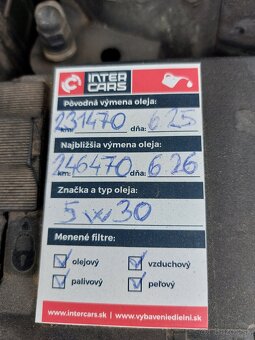 INTER
CARS
Pôvodná výmena oleja:
231470 km: dňa: 6 25
Najbližšia výmena oleja:
246470 km: dňa: 6 26
Značka a typ oleja:
5w30
Menené filtre:
olejový vzduchový
palivový peľový
www.intercars.sk | www.vybaveniedielni.sk